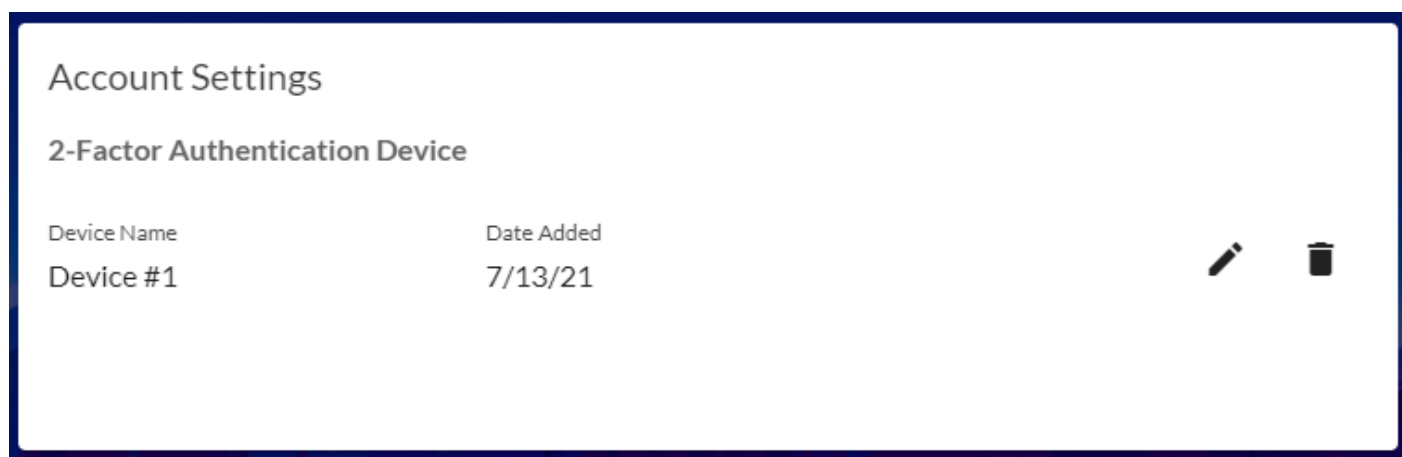 Account Settings
2-Factor Authentication Device
Device Name Date Added
Device #1 7/13/21